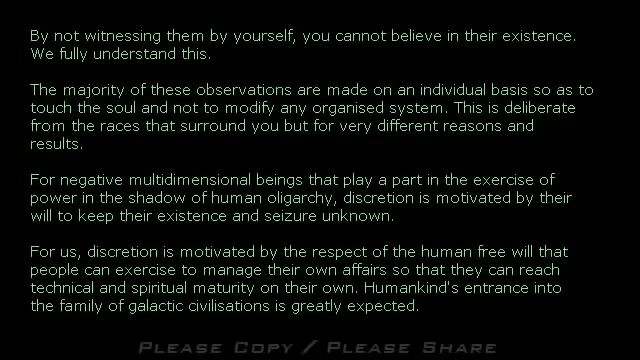 By not witnessing them by yourself, you cannot believe in their existence.
We fully understand this.
The majority of these observations are made on an individual basis so as to
touch the soul and not to modify any organised system. This is deliberate
from the races that surround you but for very different reasons and
results.
For negative multidimensional beings that play a part in the exercise of
power in the shadow of human oligarchy, discretion is motivated by their
will to keep their existence and seizure unknown.
For us, discretion is motivated by the respect of the human free will that
people can exercise to manage their own affairs so that they can reach
technical and spiritual maturity on their own. Humankind's entrance into
the family of galactic civilisations is greatly expected.
Please Copy / Please Share